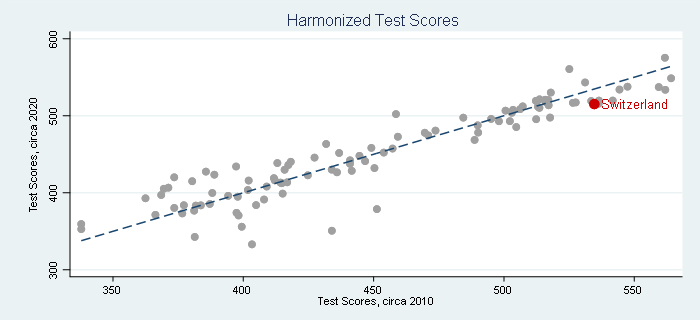 Harmonized Test Scores
Test Scores, circa 2020
600
500
400
300
Switzerland
350
400
450
500
550
Test Scores, circa 2010